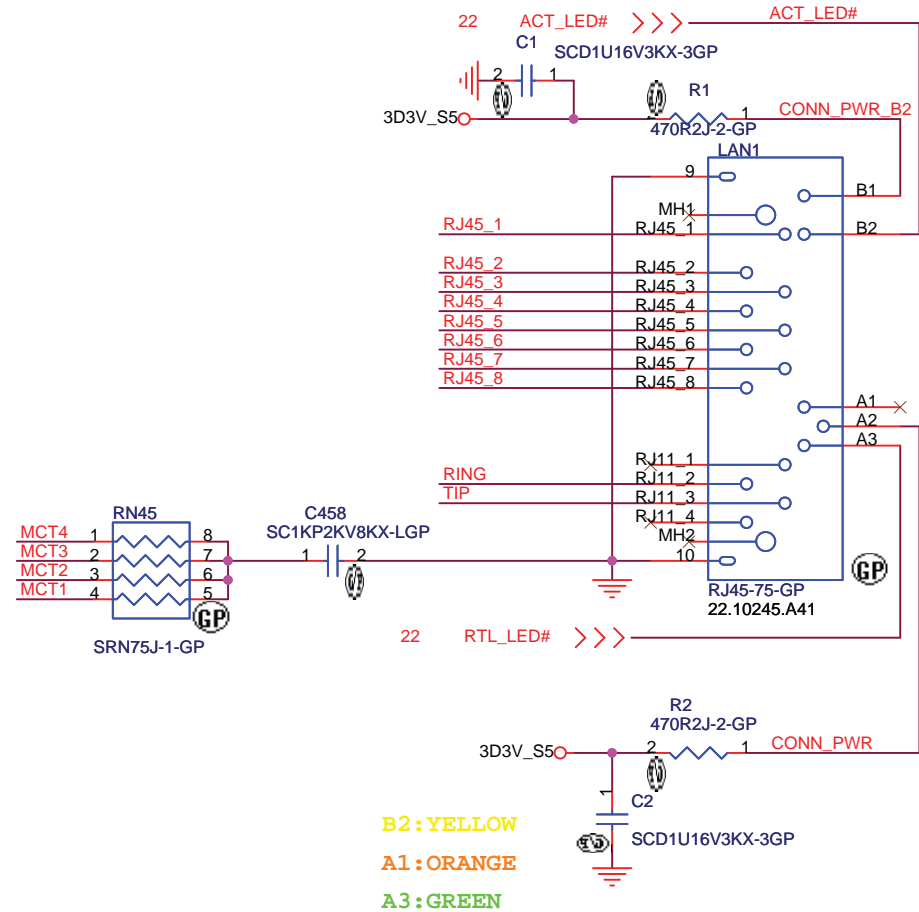 22 ACT_LED# ACT_LED#
C1
SCD1U16V3KX-3GP
2 1
R1
3D3V_S5
1 CONN_PWR_B2
470R2J-2-GP
LAN1
9
B1
MH1
RJ45_1 RJ45_1 B2
RJ45_2 RJ45_2
RJ45_3 RJ45_3
RJ45_4 RJ45_4
RJ45_5 RJ45_5
RJ45_6 RJ45_6
RJ45_7 RJ45_7
RJ45_8 RJ45_8
A1
A2
A3
RJ11_1
RING RJ11_2
TIP RJ11_3
RJ11_4
MH2
10
GP
RJ45-75-GP
22.10245.A41
RN45
MCT4 1 8
MCT3 2 7
MCT2 3 6
MCT1 4 5
GP
SRN75J-1-GP
C458
SC1KP2KV8KX-LGP
1 2
22 RTL_LED#
R2
470R2J-2-GP
3D3V_S5 2 1 CONN_PWR
1
C2
SCD1U16V3KX-3GP
B2:YELLOW
A1:ORANGE
A3:GREEN